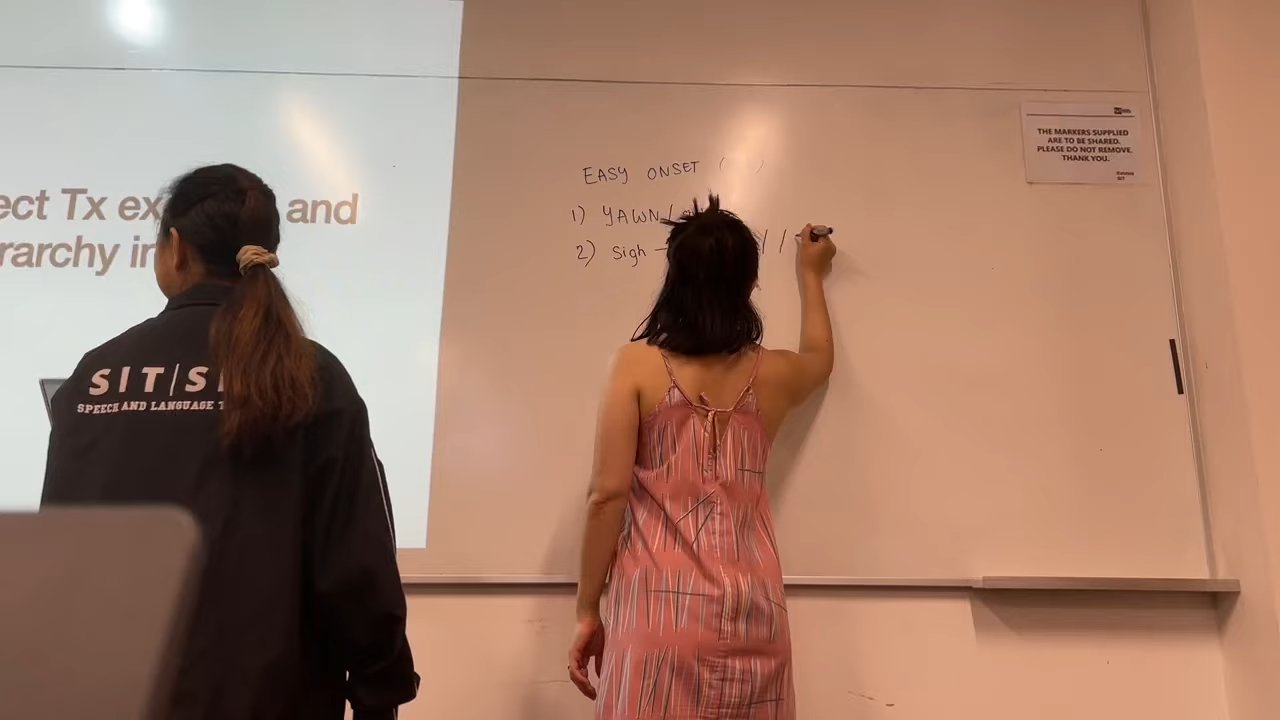 ect Tx ex and
rarchy in
EASY ONSET
1) YAWN/
2) Sigh –
THE MARKERS SUPPLIED
ARE TO BE SHARED.
PLEASE DO NOT REMOVE.
THANK YOU.
SIT|S
SPEECH AND LANGUAGE T